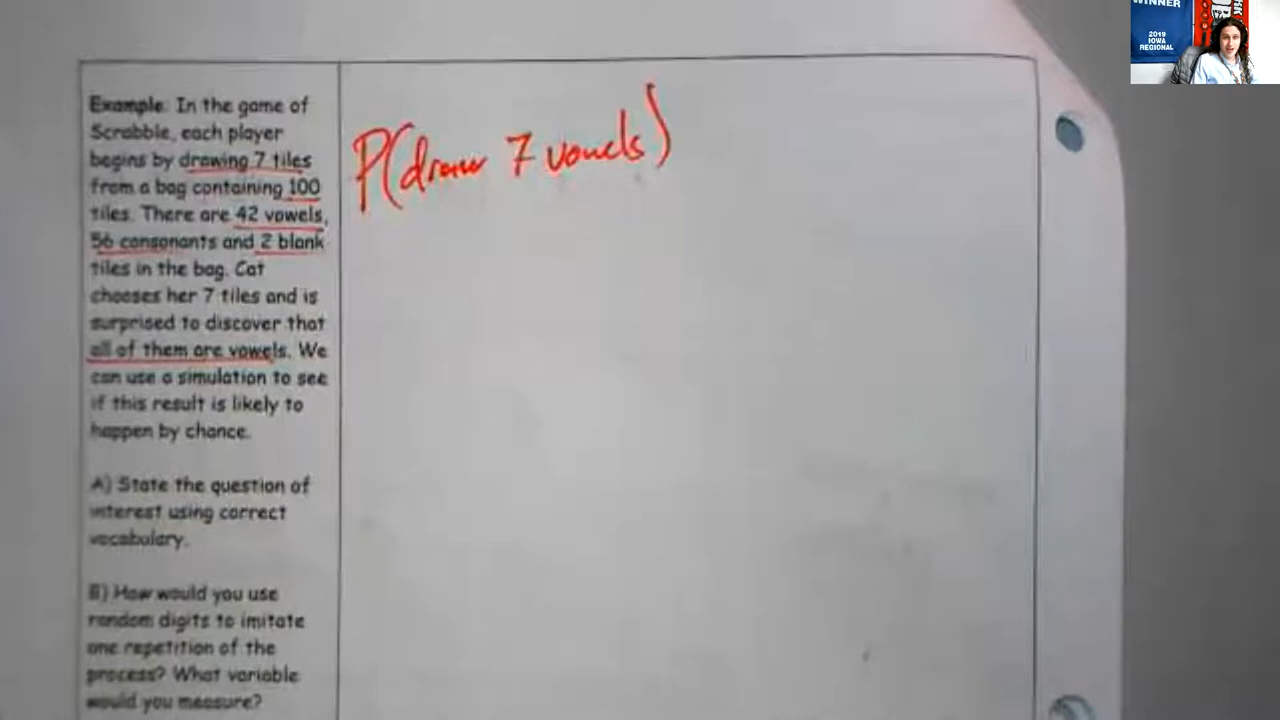 WINNER
2019
IOWA
REGIONAL
Example: In the game of
Scrabble, each player
begins by drawing 7 tiles
from a bag containing 100
tiles. There are 42 vowels,
56 consonants and 2 blank
tiles in the bag. Cat
chooses her 7 tiles and is
surprised to discover that
all of them are vowels. We
can use a simulation to see
if this result is likely to
happen by chance.
A) State the question of
interest using correct
vocabulary.
B) How would you use
random digits to imitate
one repetition of the
process? What variable
would you measure?
P(draw 7 vowels)